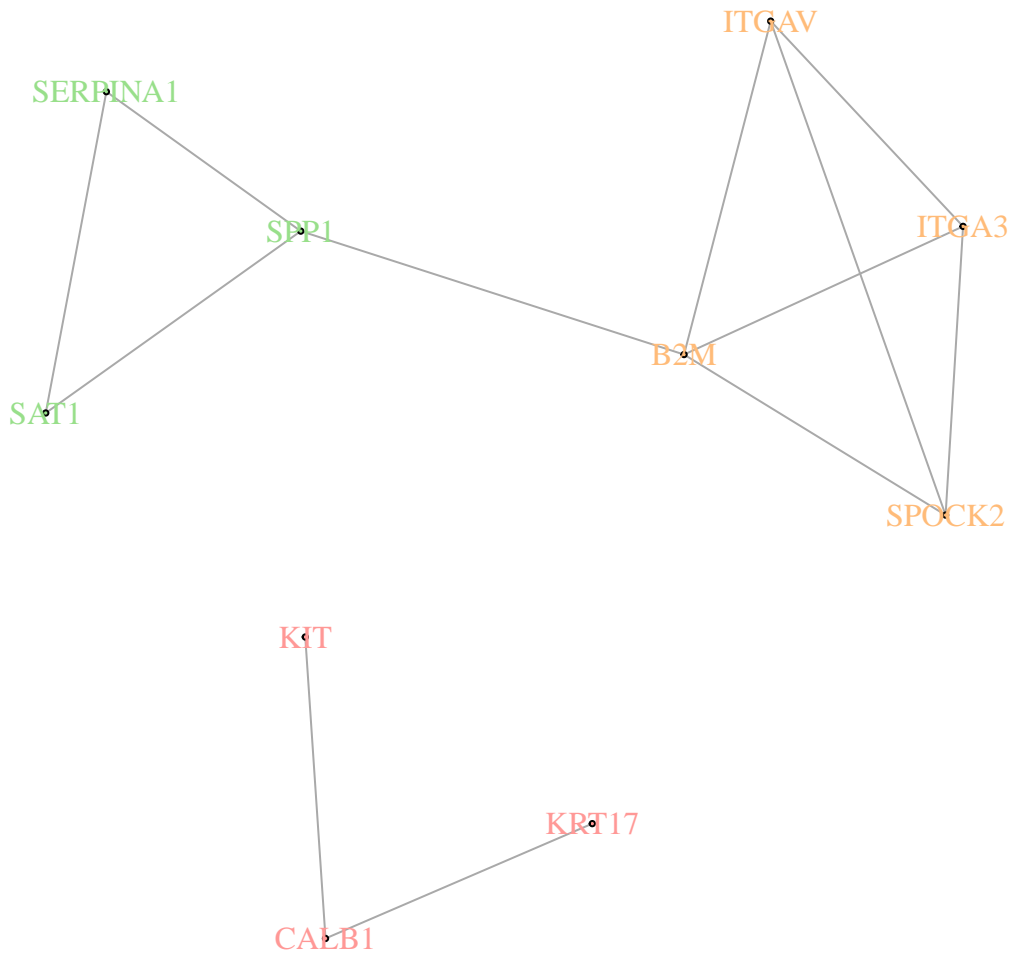 ITGAV
SERPINA1
ITGA3
SPP1
B2M
SAT1
SPOCK2
KIT
KRT17
CALB1